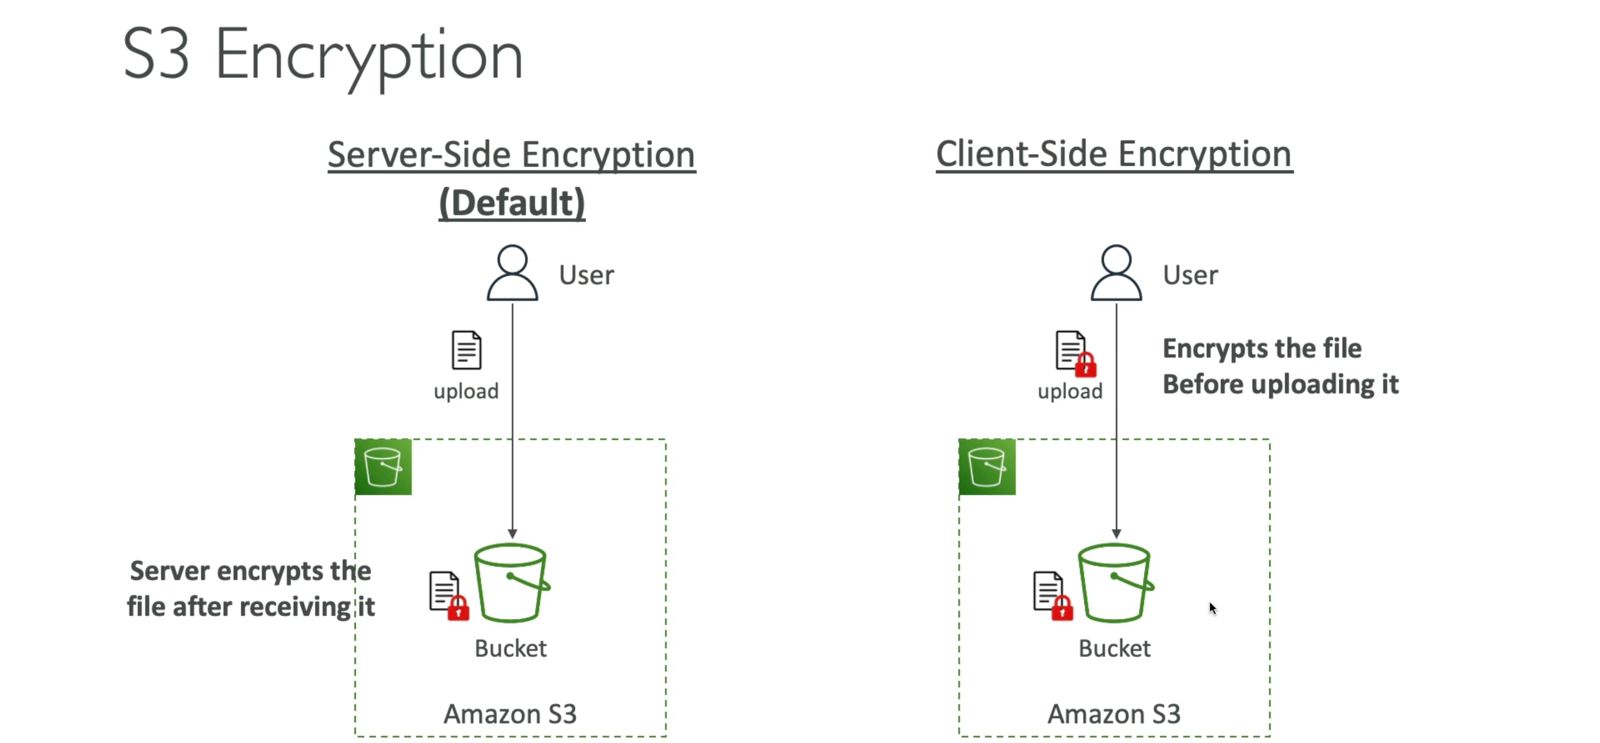 S3 Encryption
Server-Side Encryption
(Default)
User
upload
Server encrypts the
file after receiving it
Bucket
Amazon S3
Client-Side Encryption
User
upload
Encrypts the file
Before uploading it
Bucket
Amazon S3